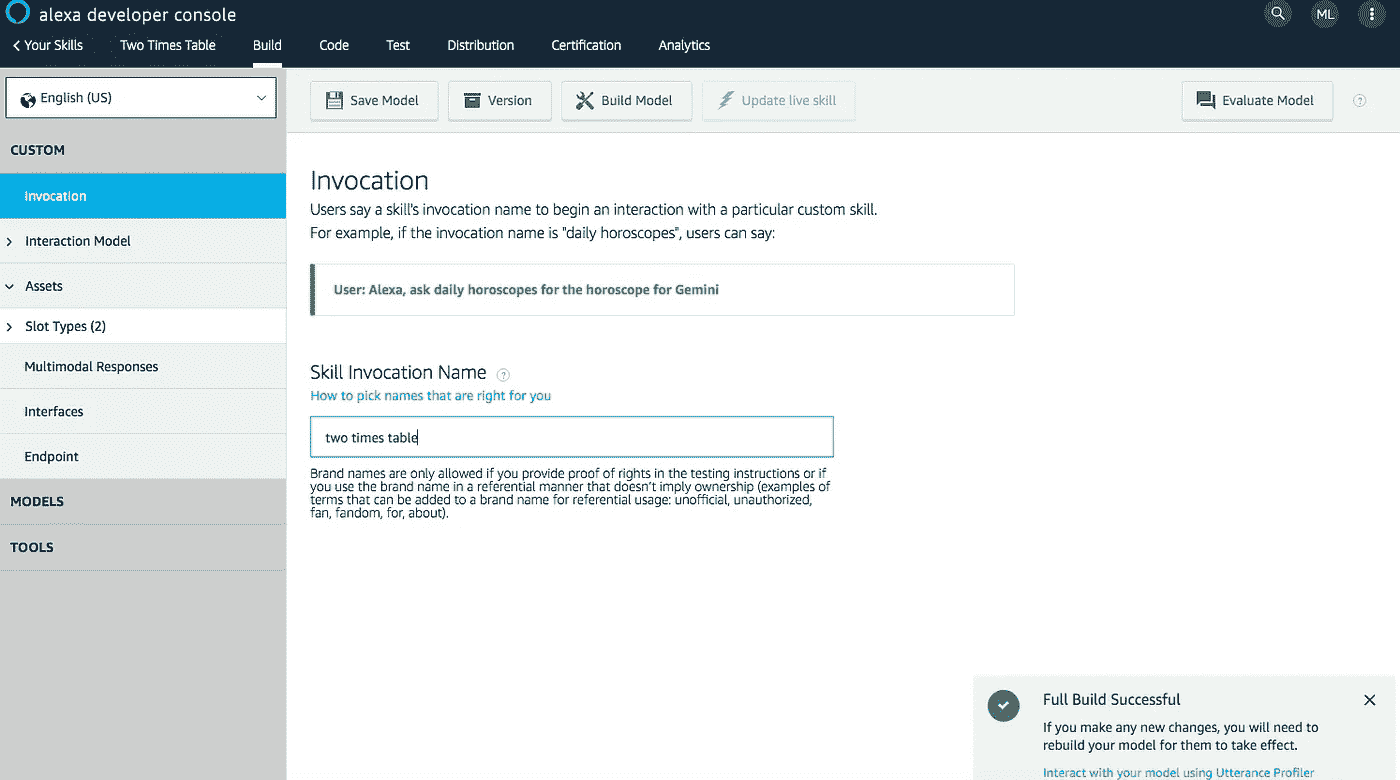 alexa developer console
ML
Your Skills Two Times Table Build Code Test Distribution Certification Analytics
English (US)
Save Model Version Build Model Update live skill Evaluate Model ?
CUSTOM
Invocation
Interaction Model
Assets
Slot Types (2)
Multimodal Responses
Interfaces
Endpoint
MODELS
TOOLS
Invocation
Users say a skill's invocation name to begin an interaction with a particular custom skill.
For example, if the invocation name is "daily horoscopes", users can say:
User: Alexa, ask daily horoscopes for the horoscope for Gemini
Skill Invocation Name ?
How to pick names that are right for you
two times table
Brand names are only allowed if you provide proof of rights in the testing instructions or if
you use the brand name in a referential manner that doesn't imply ownership (examples of
terms that can be added to a brand name for referential usage: unofficial, unauthorized,
fan, fandom, for, about).
Full Build Successful
If you make any new changes, you will need to
rebuild your model for them to take effect.
Interact with your model using Utterance Profiler